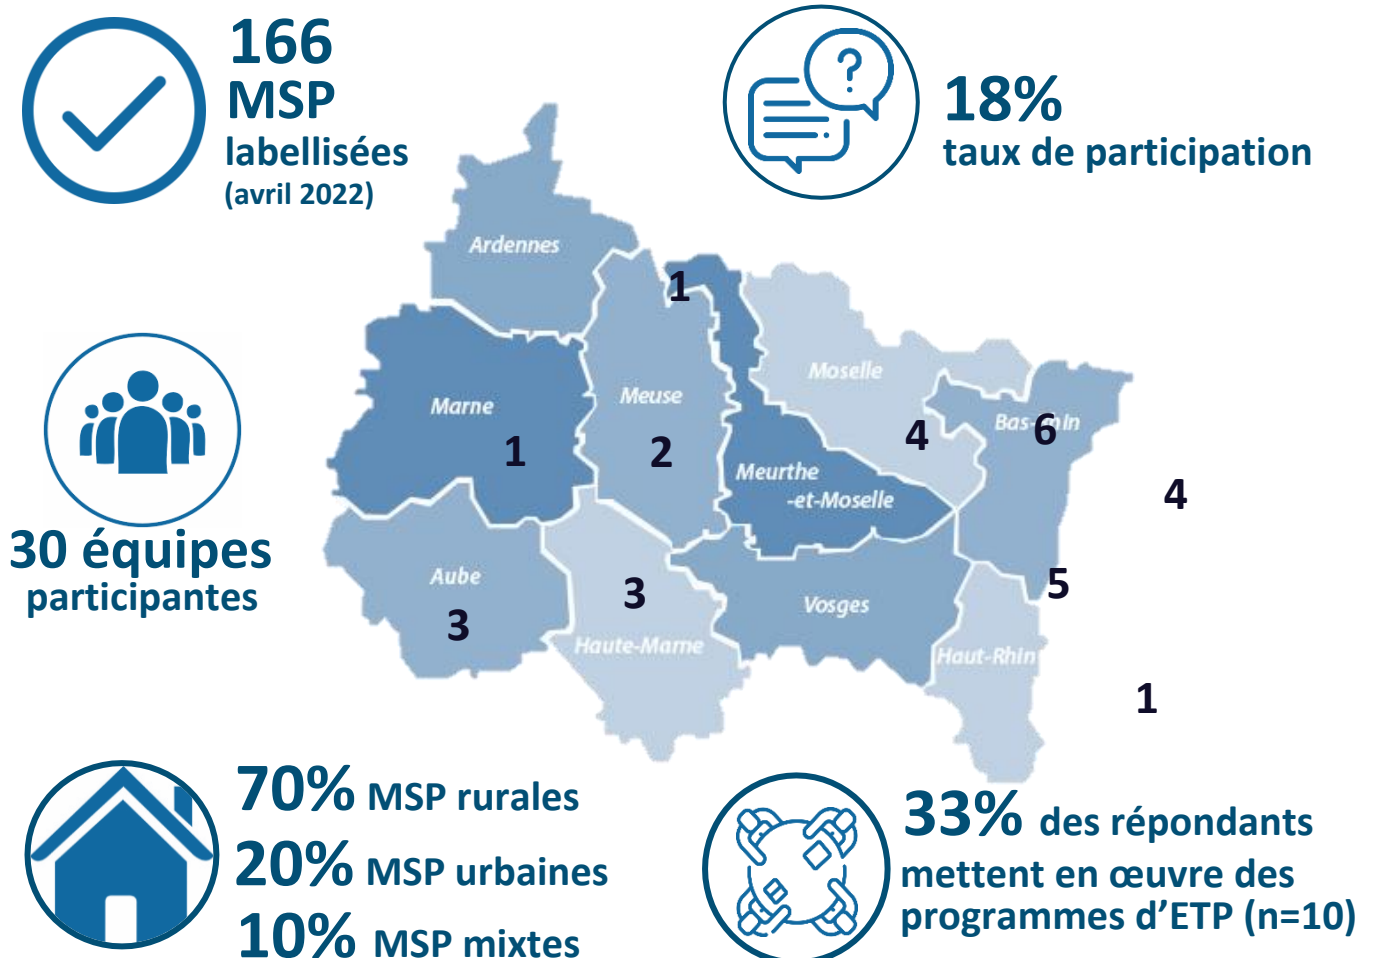 166
MSP
labellisées
(avril 2022)
18%
taux de participation
Ardennes
1
Moselle
Marne
1
Meuse
2
4
Bas-Rhin
6
Meurthe
-et-Moselle
4
30 équipes
participantes
Aube
3
3
Haute-Marne
Vosges
5
Haut-Rhin
1
70% MSP rurales
20% MSP urbaines
10% MSP mixtes
33% des répondants
mettent en œuvre des
programmes d’ETP (n=10)